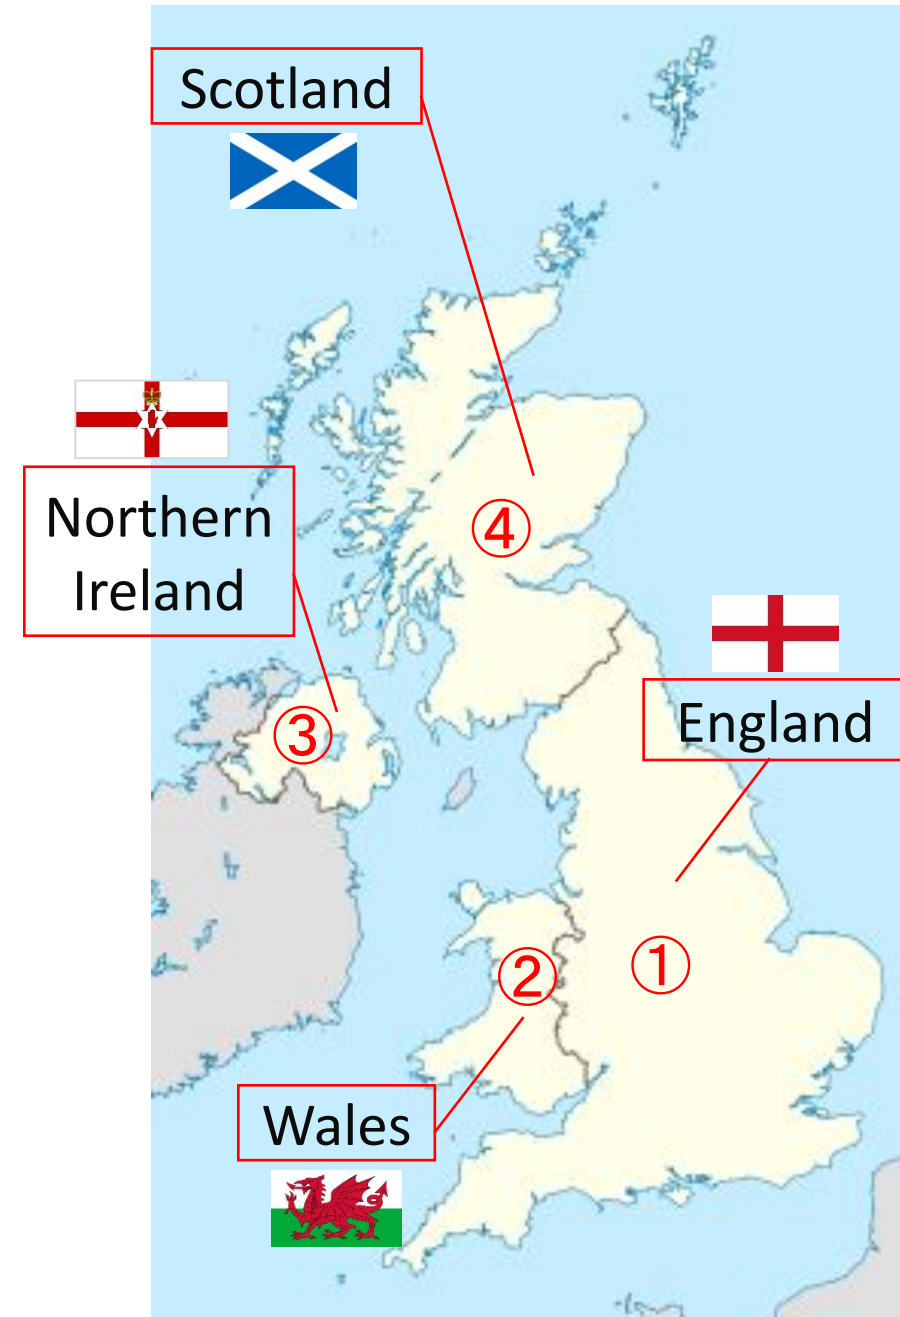 Scotland
Northern
Ireland
④
England
③
①
②
Wales